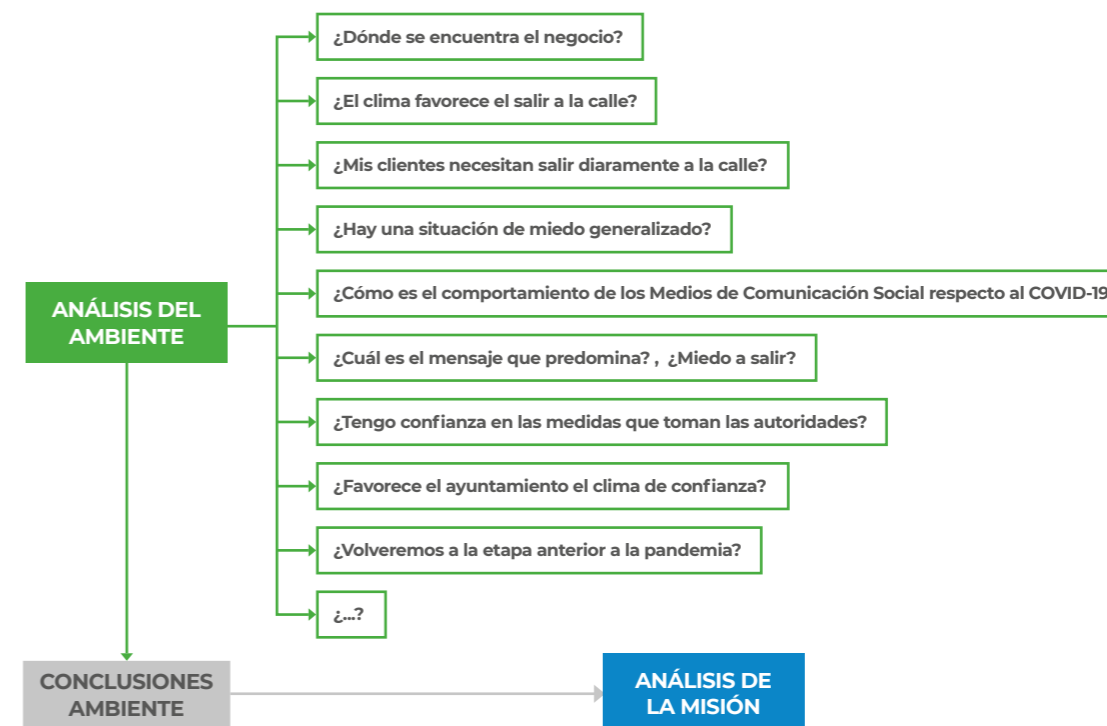 ¿Dónde se encuentra el negocio?
¿El clima favorece el salir a la calle?
¿Mis clientes necesitan salir diaramente a la calle?
¿Hay una situación de miedo generalizado?
¿Cómo es el comportamiento de los Medios de Comunicación Social respecto al COVID-19
ANÁLISIS DEL
AMBIENTE
¿Cuál es el mensaje que predomina? , ¿Miedo a salir?
¿Tengo confianza en las medidas que toman las autoridades?
¿Favorece el ayuntamiento el clima de confianza?
¿Volveremos a la etapa anterior a la pandemia?
¿...?
CONCLUSIONES
AMBIENTE
ANÁLISIS DE
LA MISIÓN